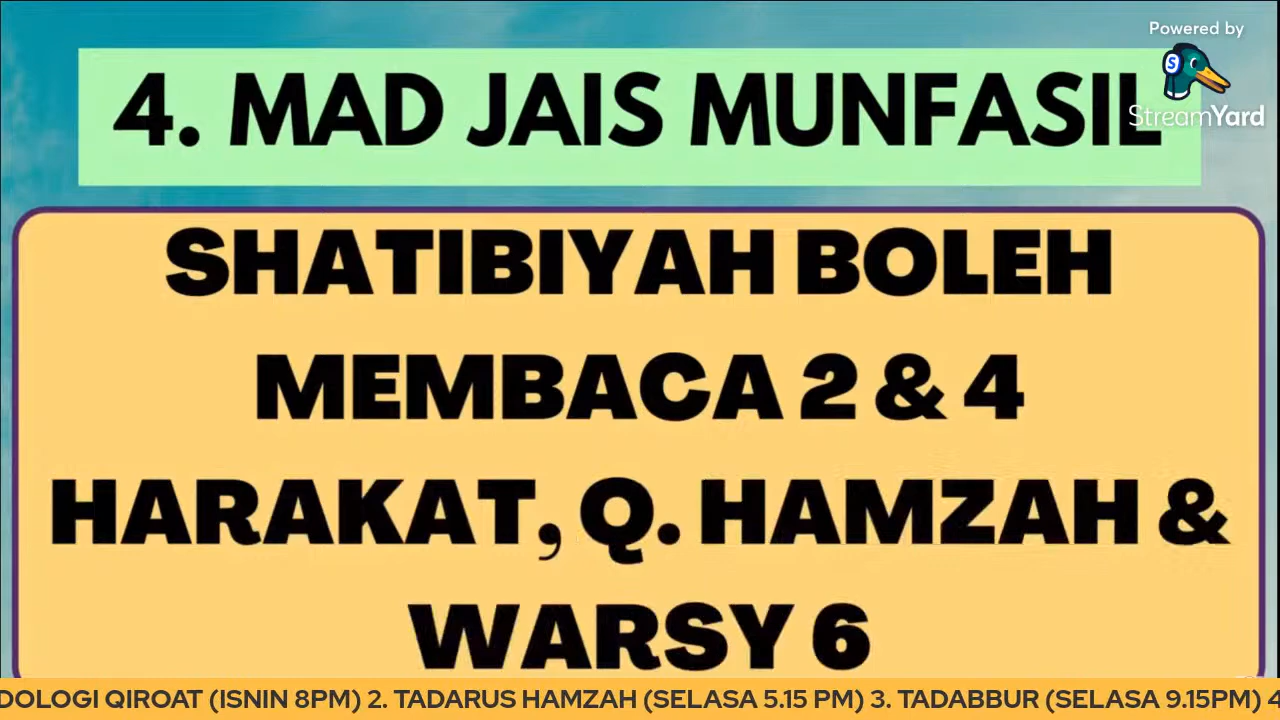 Powered by
StreamYard
4. MAD JAIS MUNFASIL
SHATIBIYAH BOLEH
MEMBACA 2 & 4
HARAKAT, Q. HAMZAH &
WARSY 6
DOLOGI QIROAT (ISNIN 8PM) 2. TADARUS HAMZAH (SELASA 5.15 PM) 3. TADABBUR (SELASA 9.15PM) 4